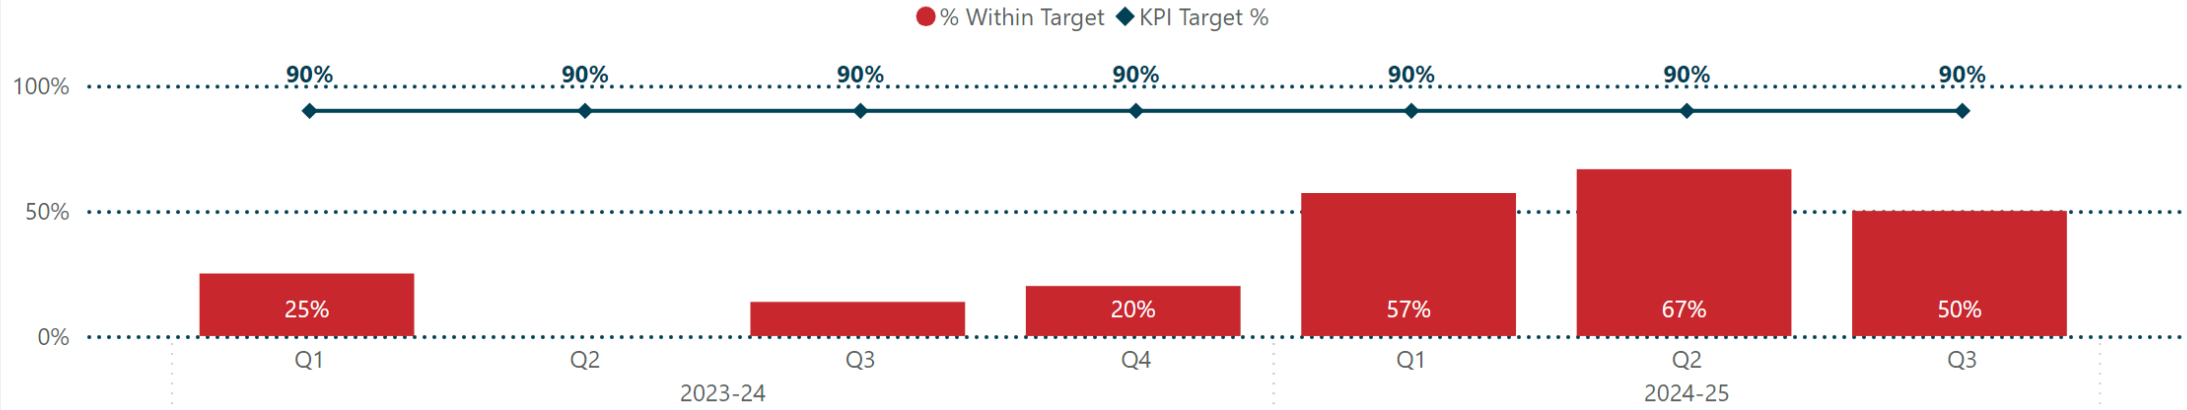 % Within Target KPI Target %
90% 90% 90% 90% 90% 90% 90%
100%
50%
25% 20% 57% 67% 50%
0%
Q1 Q2 Q3 Q4 Q1 Q2 Q3
2023-24 2024-25